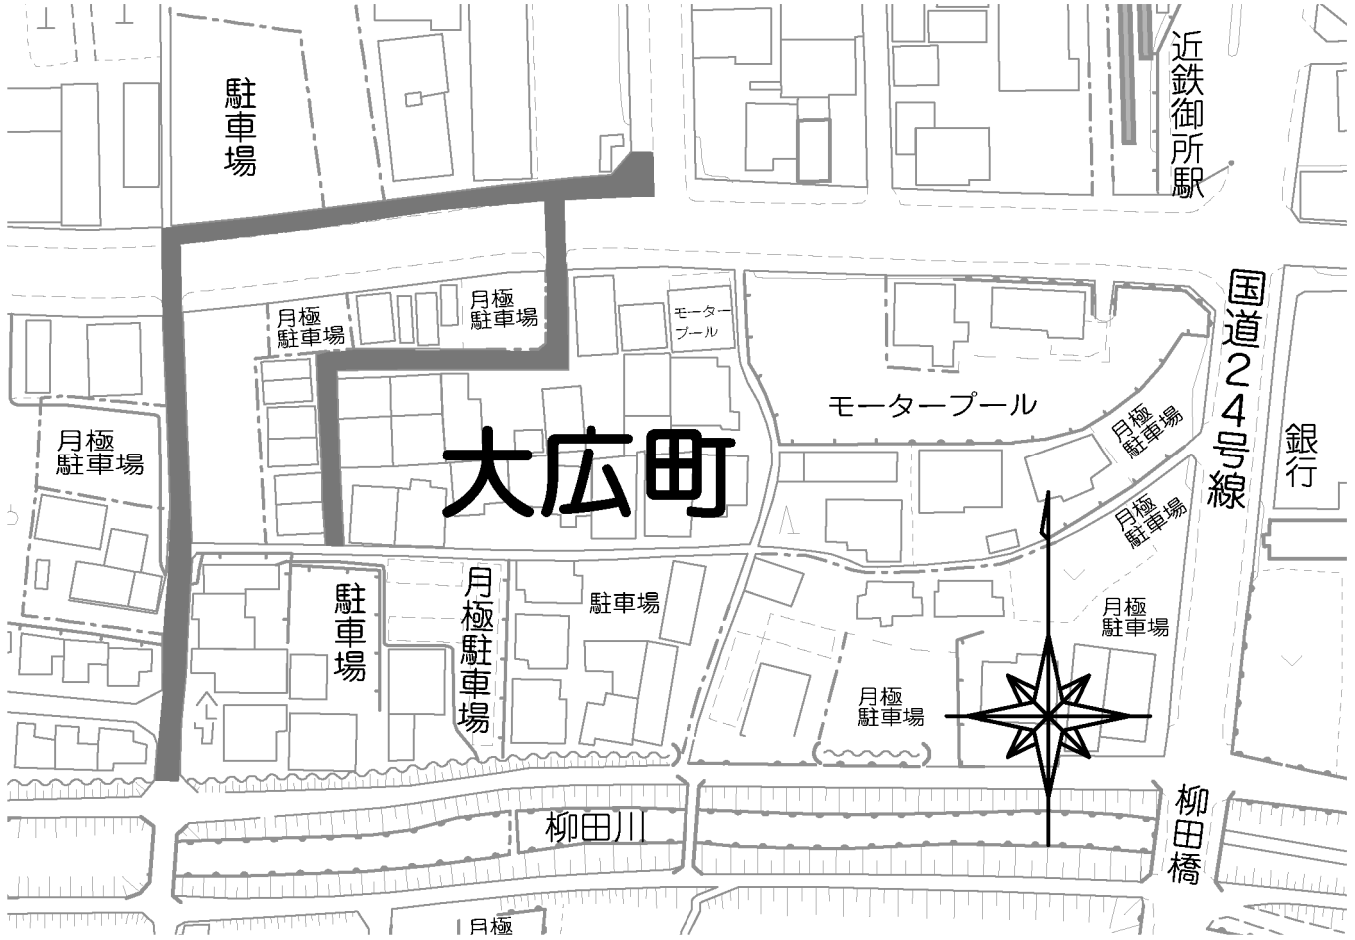 駐車場
近鉄御所駅
国道24号線
月極
駐車場
月極
駐車場
モーター
プール
モータープール
月極
駐車場
銀行
月極
駐車場
大広町
月極
駐車場
駐車場
月極駐車場
駐車場
月極
駐車場
月極
駐車場
柳田川
柳田橋
月極